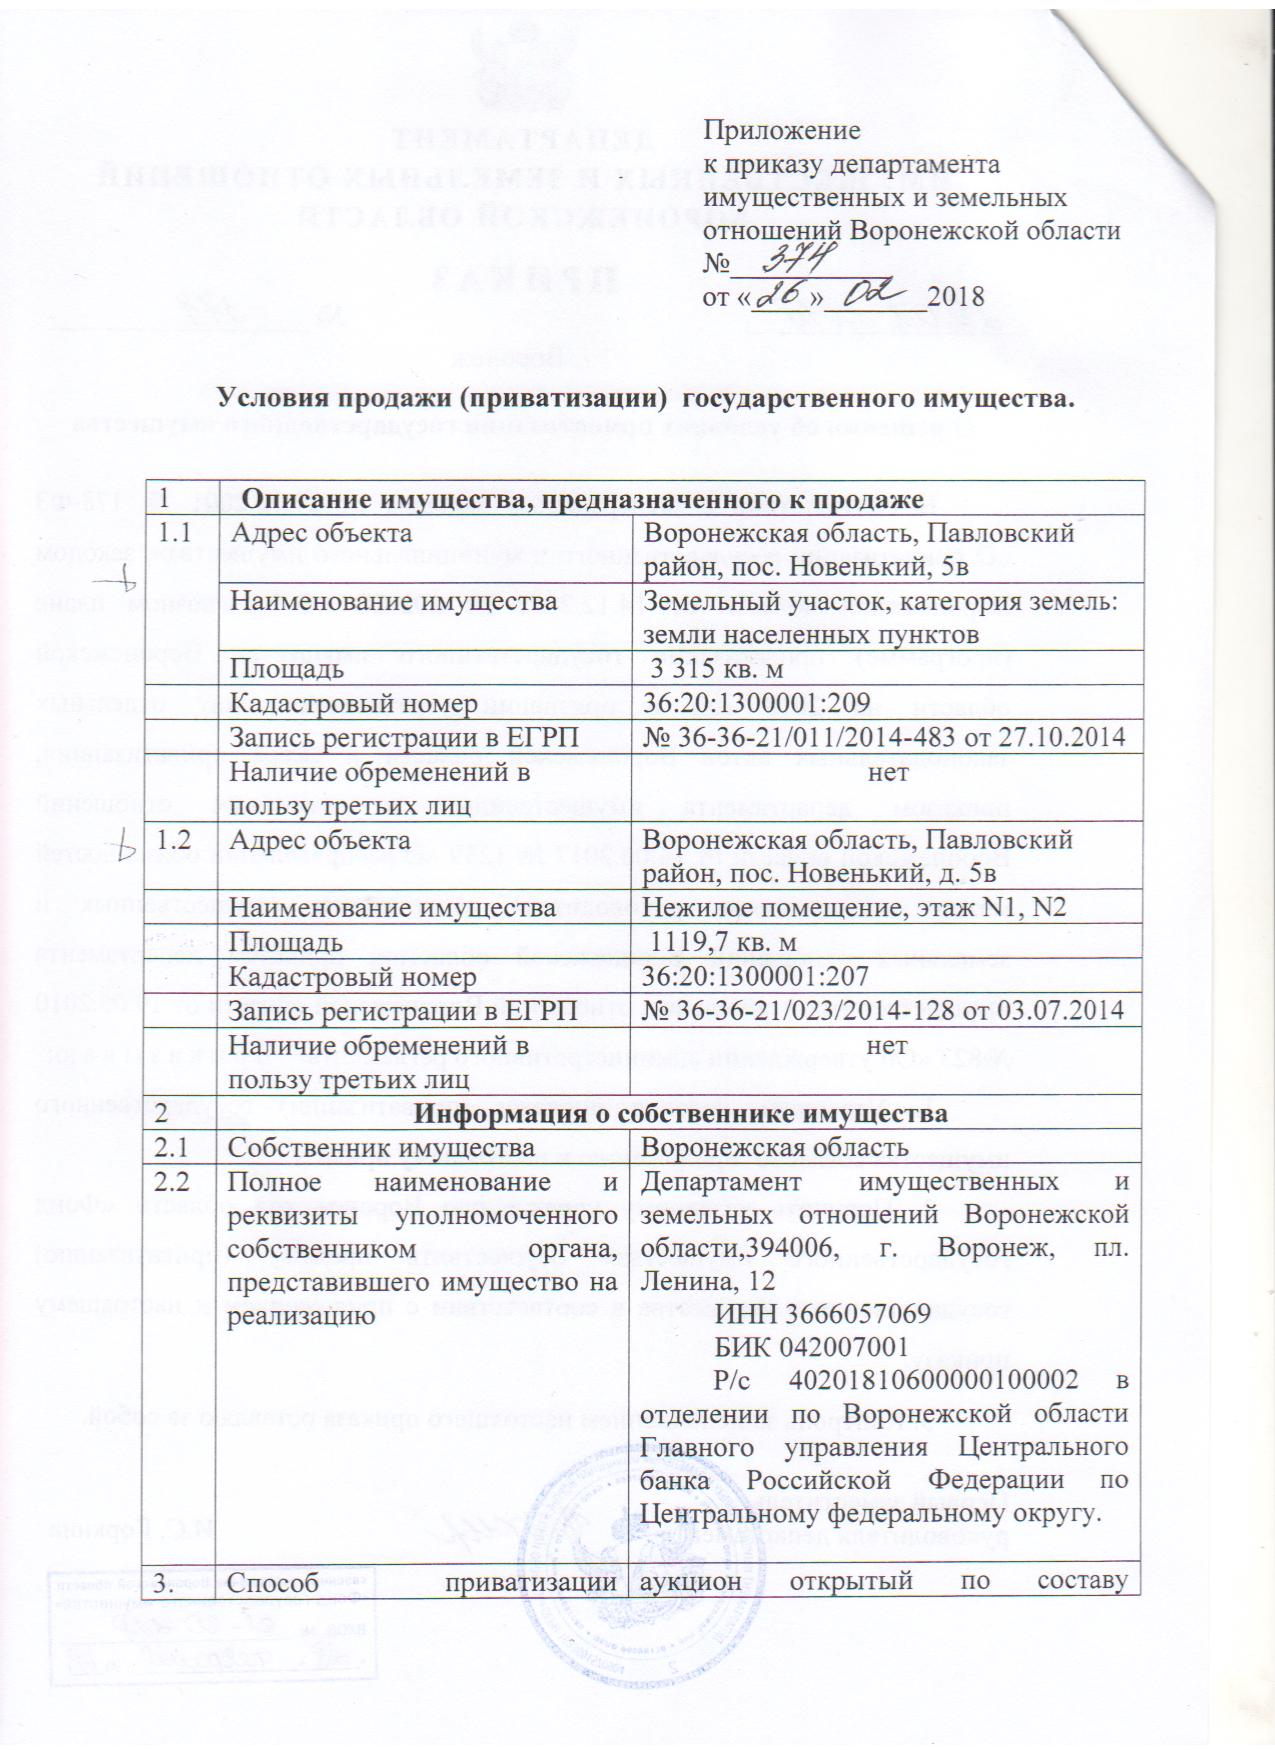 Приложение
к приказу департамента
имущественных и земельных
отношений Воронежской области
№ 374
от «26» 02 2018
Условия продажи (приватизации) государственного имущества.
1 Описание имущества, предназначенного к продаже
1.1 Адрес объекта Воронежская область, Павловский
район, пос. Новенький, 5в
Наименование имущества Земельный участок, категория земель:
земли населенных пунктов
Площадь 3 315 кв. м
Кадастровый номер 36:20:1300001:209
Запись регистрации в ЕГРП № 36-36-21/011/2014-483 от 27.10.2014
Наличие обременений в нет
пользу третьих лиц
1.2 Адрес объекта Воронежская область, Павловский
район, пос. Новенький, д. 5в
Наименование имущества Нежилое помещение, этаж N1, N2
Площадь 1119,7 кв. м
Кадастровый номер 36:20:1300001:207
Запись регистрации в ЕГРП № 36-36-21/023/2014-128 от 03.07.2014
Наличие обременений в нет
пользу третьих лиц
2 Информация о собственнике имущества
2.1 Собственник имущества Воронежская область
2.2 Полное наименование и Департамент имущественных и
реквизиты уполномоченного земельных отношений Воронежской
собственником органа, области,394006, г. Воронеж, пл.
представившего имущество на Ленина, 12
реализацию ИНН 3666057069
БИК 042007001
Р/с 40201810600000100002 в
отделении по Воронежской области
Главного управления Центрального
банка Российской Федерации по
Центральному федеральному округу.
3. Способ приватизации аукцион открытый по составу